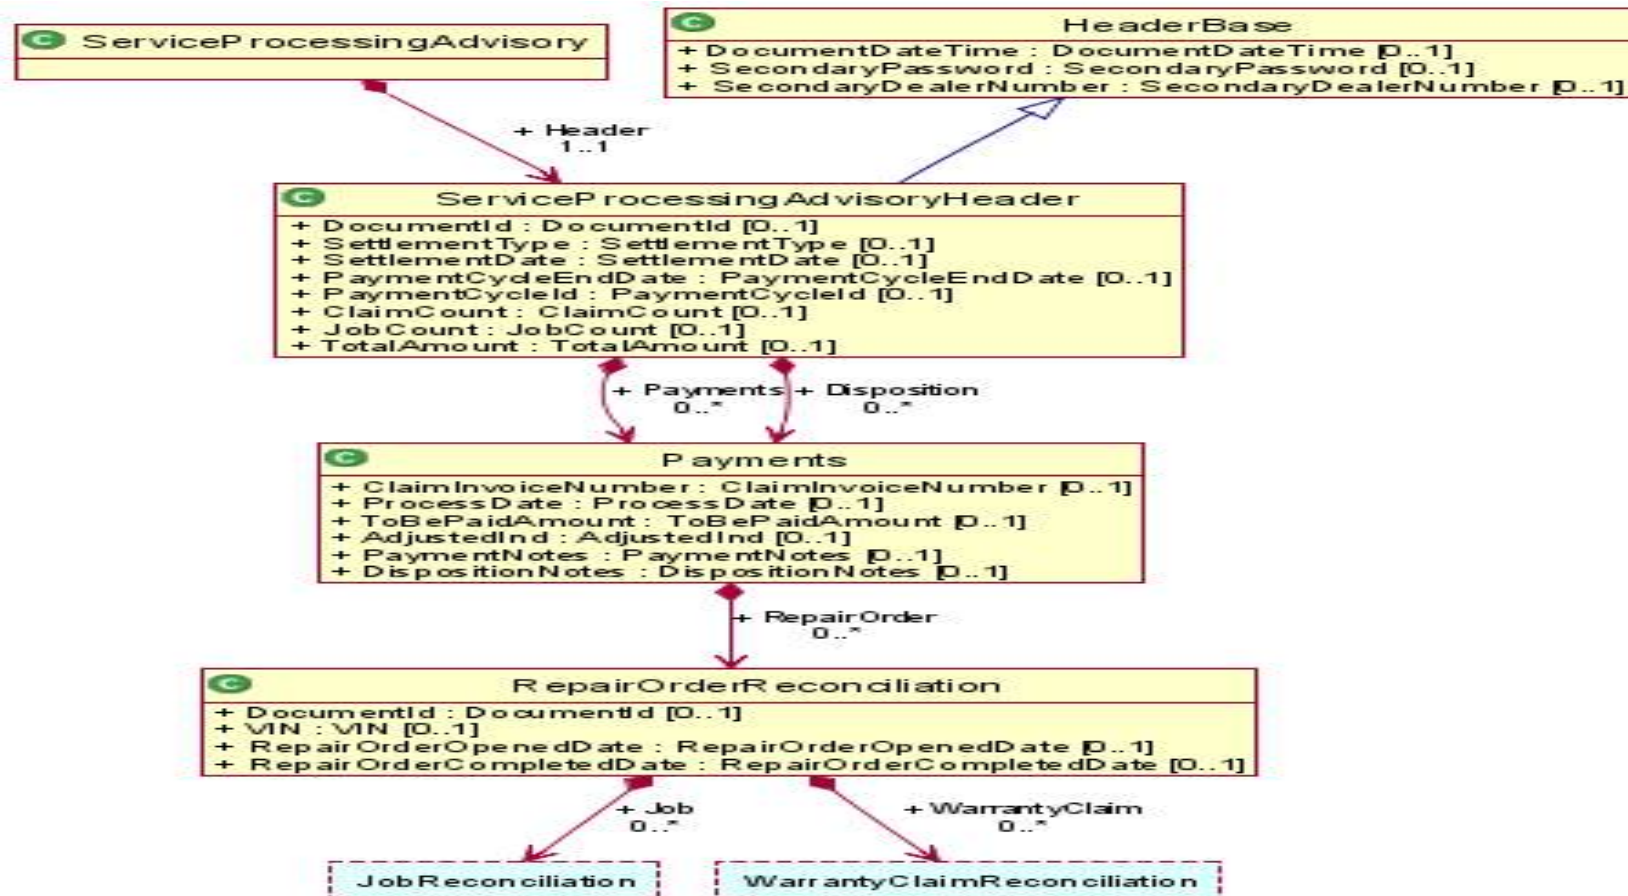 ServiceProcessingAdvisory
HeaderBase
+ DocumentDateTime : DocumentDateTime [0..1]
+ SecondaryPassword : SecondaryPassword [0..1]
+ SecondaryDealerNumber : SecondaryDealerNumber [0..1]
+ Header
1..1
ServiceProcessingAdvisoryHeader
+ DocumentId : DocumentId [0..1]
+ SettlementType : SettlementType [0..1]
+ SettlementDate : SettlementDate [0..1]
+ PaymentCycleEndDate : PaymentCycleEndDate [0..1]
+ PaymentCycleId : PaymentCycleId [0..1]
+ ClaimCount : ClaimCount [0..1]
+ JobCount : JobCount [0..1]
+ TotalAmount : TotalAmount [0..1]
+ Payments + Disposition
0..* 0..*
Payments
+ ClaimInvoiceNumber : ClaimInvoiceNumber [0..1]
+ ProcessDate : ProcessDate [0..1]
+ ToBePaidAmount : ToBePaidAmount [0..1]
+ AdjustedInd : AdjustedInd [0..1]
+ PaymentNotes : PaymentNotes [0..1]
+ DispositionNotes : DispositionNotes [0..1]
+ RepairOrder
0..*
RepairOrderReconciliation
+ DocumentId : DocumentId [0..1]
+ VIN : VIN [0..1]
+ RepairOrderOpenedDate : RepairOrderOpenedDate [0..1]
+ RepairOrderCompletedDate : RepairOrderCompletedDate [0..1]
+ Job + WarrantyClaim
0..* 0..*
JobReconciliation WarrantyClaimReconciliation